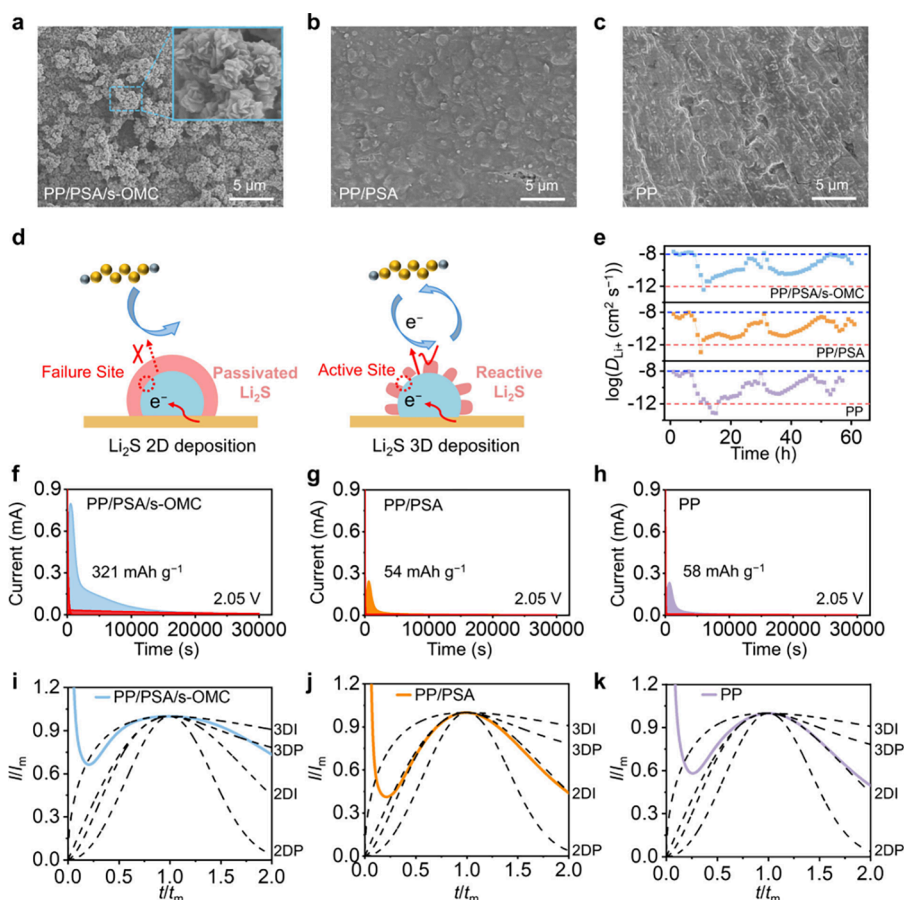 a
b
c
PP/PSA/s-OMC
5 μm
PP/PSA
5 μm
PP
5 μm
d
Failure Site
Passivated
Li₂S
e⁻
Li₂S 2D deposition
e⁻
Active Site
Reactive
Li₂S
e⁻
Li₂S 3D deposition
e
log(D_Li+ (cm² s⁻¹))
-8
-12
PP/PSA/s-OMC
-8
-12
PP/PSA
-8
-12
PP
0 20 40 60
Time (h)
f
PP/PSA/s-OMC
321 mAh g⁻¹
2.05 V
Current (mA)
0.9
0.6
0.3
0.0
0 10000 20000 30000
Time (s)
g
PP/PSA
54 mAh g⁻¹
2.05 V
Current (mA)
0.9
0.6
0.3
0.0
0 10000 20000 30000
Time (s)
h
PP
58 mAh g⁻¹
2.05 V
Current (mA)
0.9
0.6
0.3
0.0
0 10000 20000 30000
Time (s)
i
PP/PSA/s-OMC
I/Im
1.2
0.9
0.6
0.3
0.0
3DI
3DP
2DI
2DP
0.0 0.5 1.0 1.5 2.0
t/tm
j
PP/PSA
I/Im
1.2
0.9
0.6
0.3
0.0
3DI
3DP
2DI
2DP
0.0 0.5 1.0 1.5 2.0
t/tm
k
PP
I/Im
1.2
0.9
0.6
0.3
0.0
3DI
3DP
2DI
2DP
0.0 0.5 1.0 1.5 2.0
t/tm